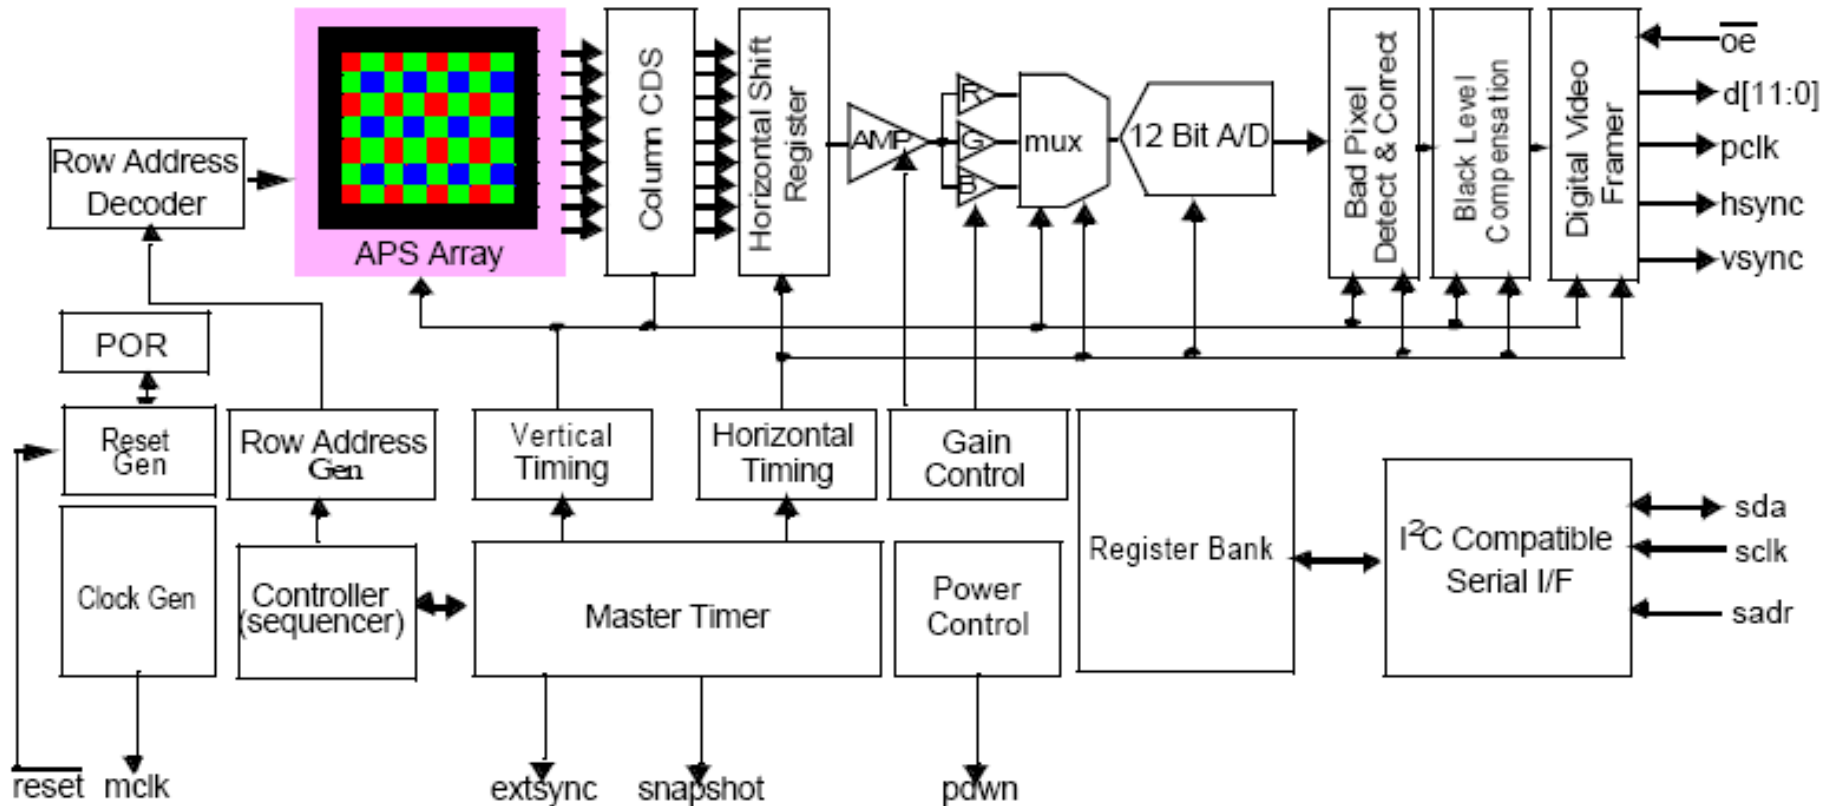 Row Address
Decoder
APS Array
Column CDS
Horizontal Shift
Register
AMP
R
G
B
mux
12 Bit A/D
Bad Pixel
Detect & Correct
Black Level
Compensation
Digital Video
Framer
oe
d[11:0]
pclk
hsync
vsync
POR
Reset
Gen
Row Address
Gen
Vertical
Timing
Horizontal
Timing
Gain
Control
Register Bank
I²C Compatible
Serial I/F
sda
sclk
sadr
Clock Gen
Controller
(sequencer)
Master Timer
Power
Control
reset
mclk
extsync
snapshot
pdwn